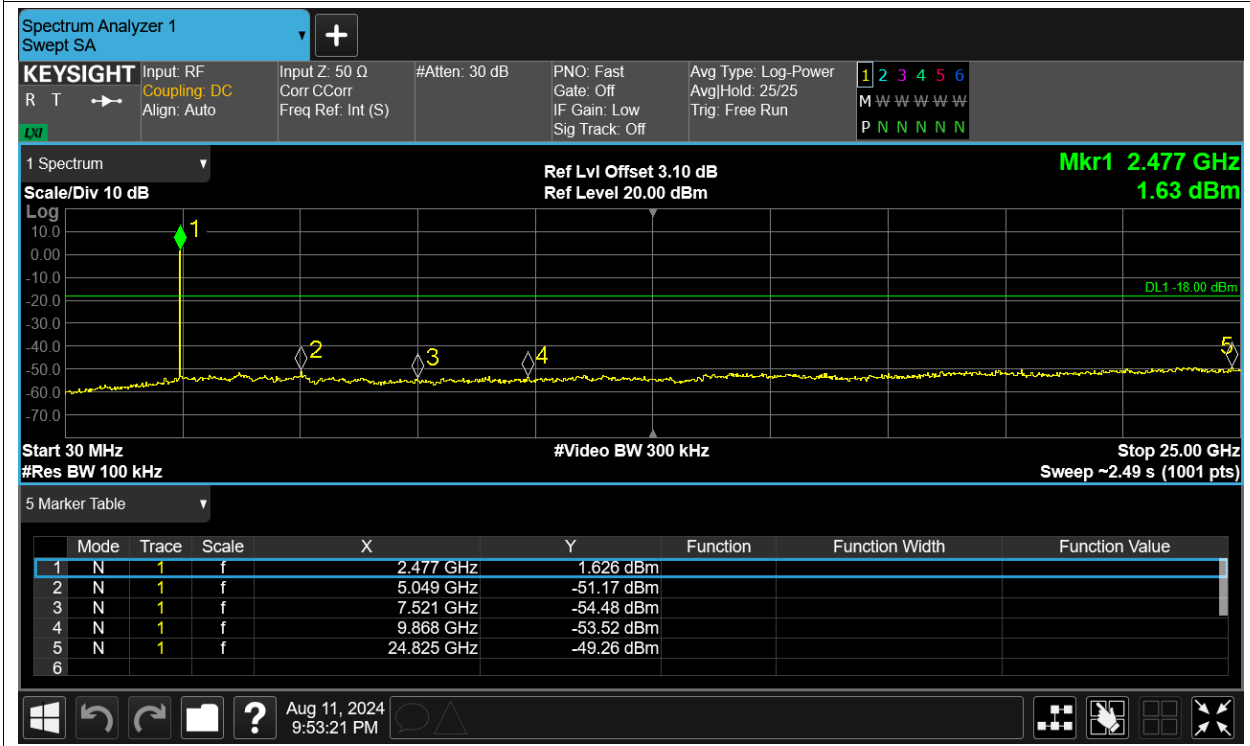 Spectrum Analyzer 1
Swept SA
+
KEYSIGHT
R T
LXI
Input: RF
Coupling: DC
Align: Auto
Input Z: 50 Ω
Corr CCorr
Freq Ref: Int (S)
#Atten: 30 dB
PNO: Fast
Gate: Off
IF Gain: Low
Sig Track: Off
Avg Type: Log-Power
Avg|Hold: 25/25
Trig: Free Run
1 2 3 4 5 6
M W W W W W
P N N N N N
1 Spectrum
Scale/Div 10 dB
Ref Lvl Offset 3.10 dB
Ref Level 20.00 dBm
Mkr1 2.477 GHz
1.63 dBm
Log
10.0
0.00
-10.0
-20.0
-30.0
-40.0
-50.0
-60.0
-70.0
1
2
3
4
5
DL1 -18.00 dBm
Start 30 MHz
#Res BW 100 kHz
#Video BW 300 kHz
Stop 25.00 GHz
Sweep ~2.49 s (1001 pts)
5 Marker Table
Mode Trace Scale X Y Function Function Width Function Value
1 N 1 f 2.477 GHz 1.626 dBm
2 N 1 f 5.049 GHz -51.17 dBm
3 N 1 f 7.521 GHz -54.48 dBm
4 N 1 f 9.868 GHz -53.52 dBm
5 N 1 f 24.825 GHz -49.26 dBm
6
?
Aug 11, 2024
9:53:21 PM